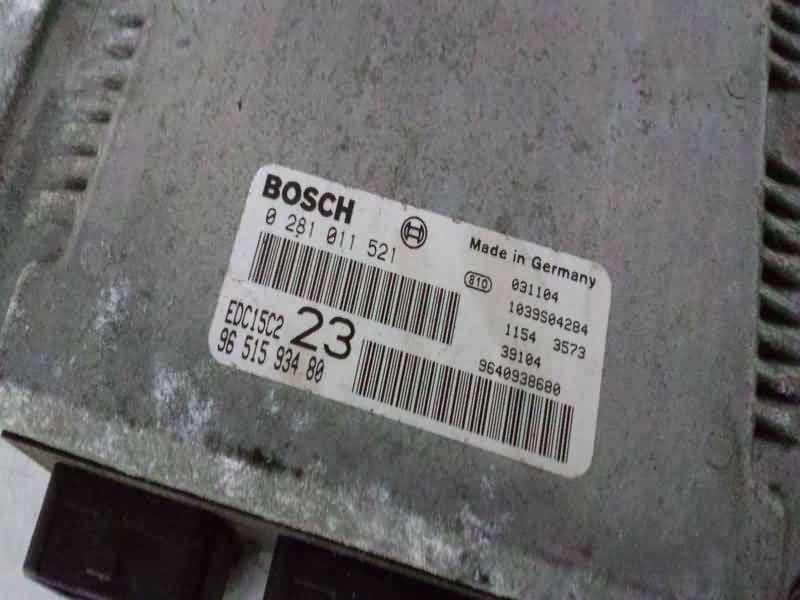 BOSCH
0 281 011 521
Made in Germany
810 031104
1039S04284
1154 3573
39104
9640938680
EDC15C2 23
96 515 934 80